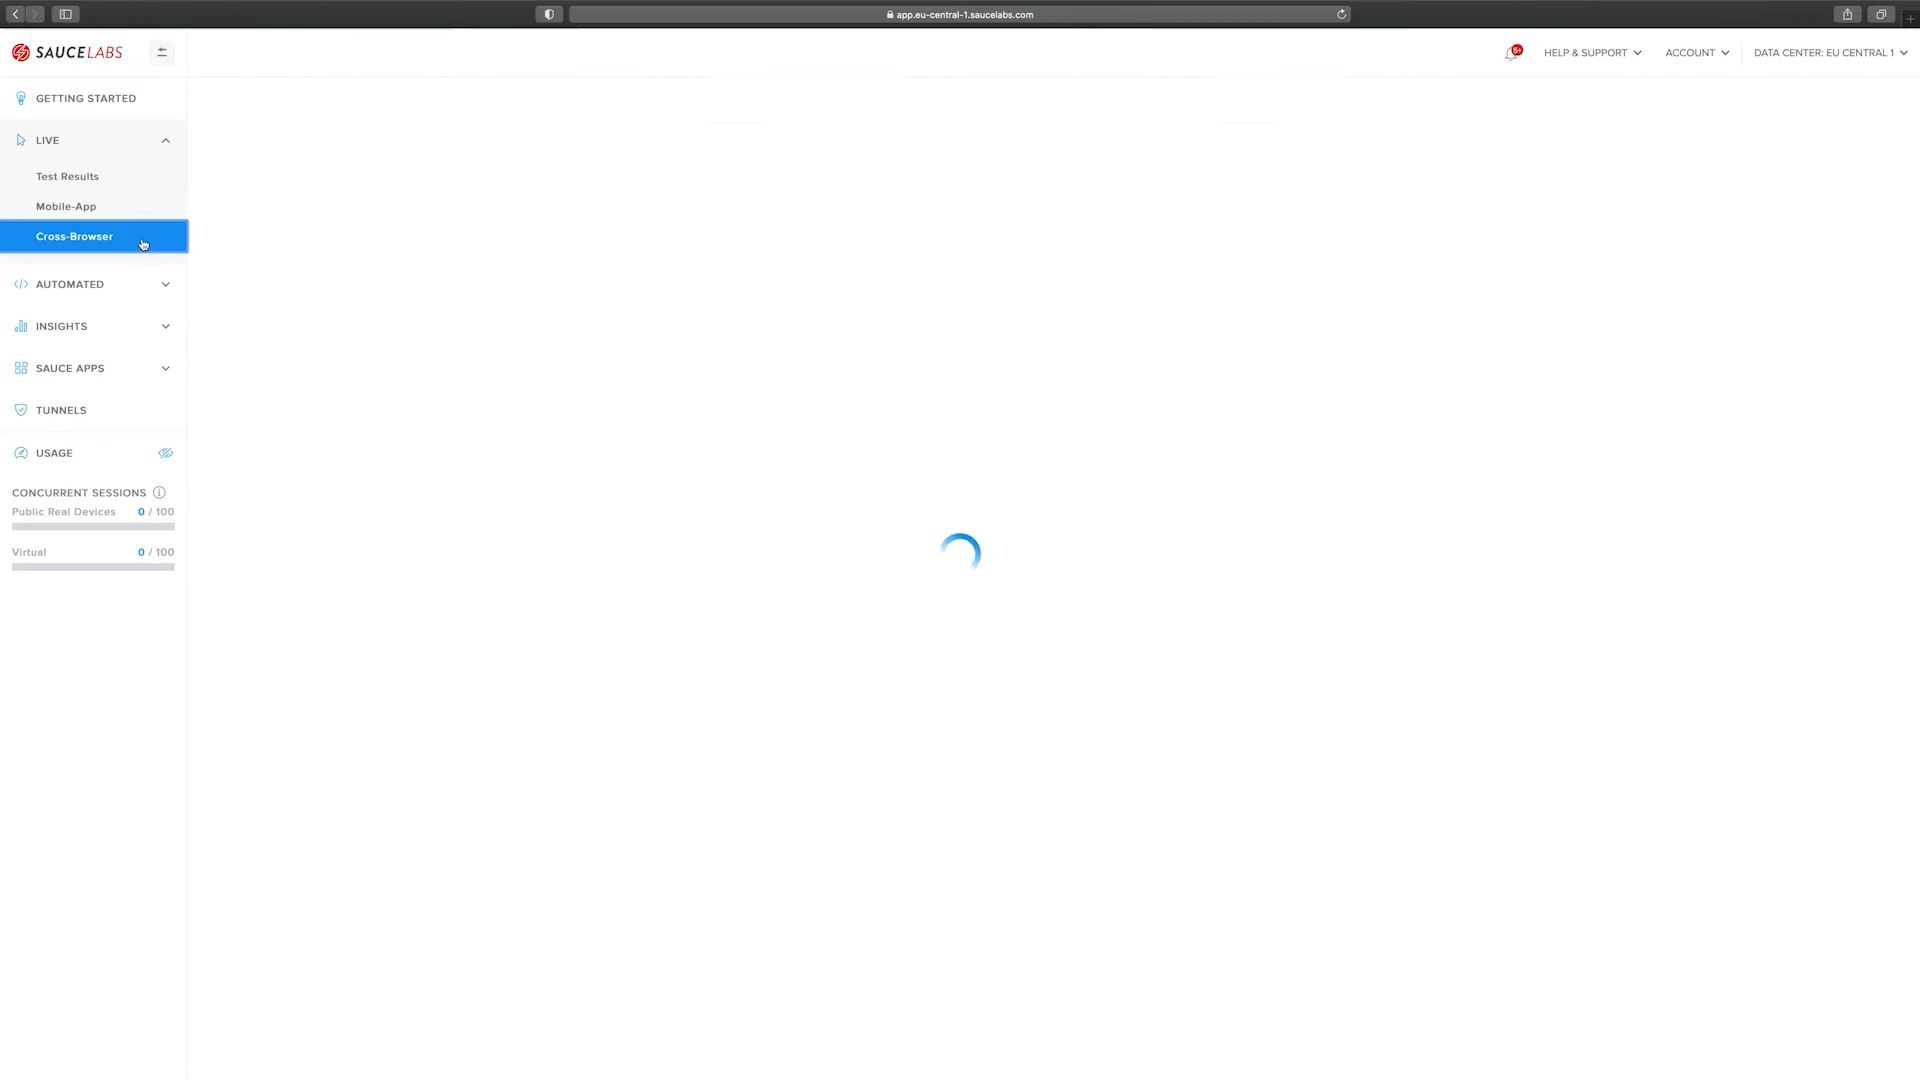 app.eu-central-1.saucelabs.com
SAUCELABS
5+
HELP & SUPPORT
ACCOUNT
DATA CENTER: EU CENTRAL 1
GETTING STARTED
LIVE
Test Results
Mobile-App
Cross-Browser
AUTOMATED
INSIGHTS
SAUCE APPS
TUNNELS
USAGE
CONCURRENT SESSIONS
Public Real Devices 0 / 100
Virtual 0 / 100